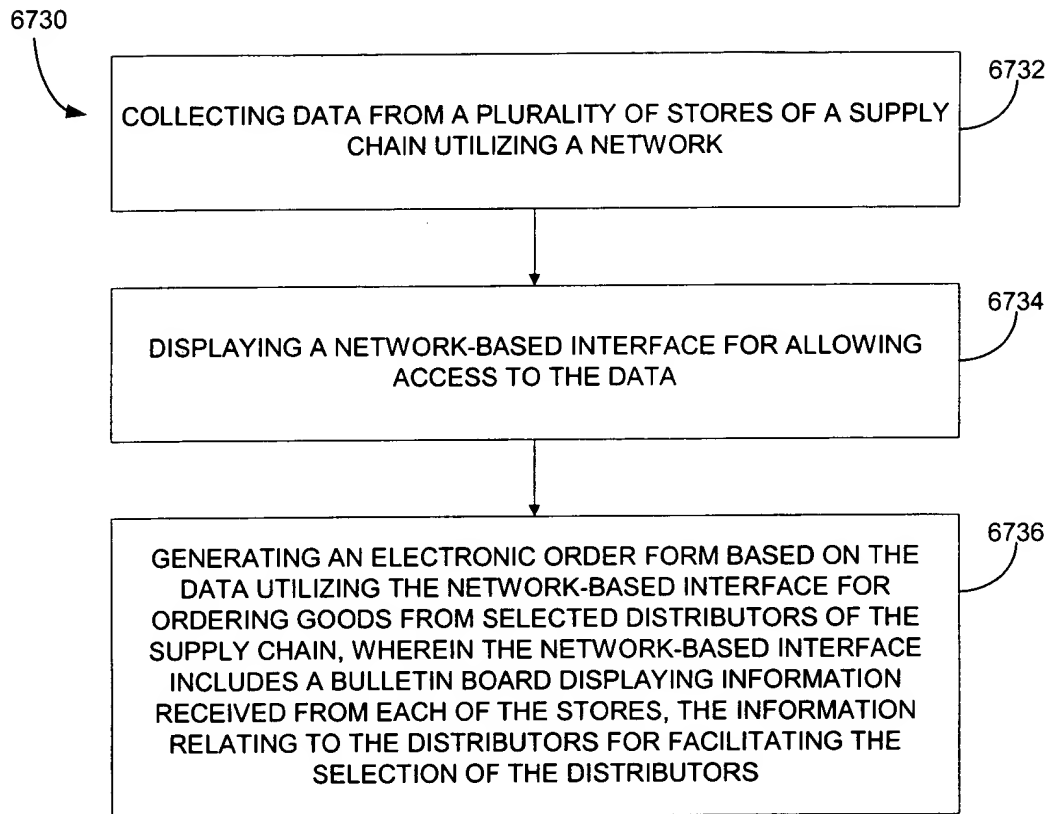 6730
6732
COLLECTING DATA FROM A PLURALITY OF STORES OF A SUPPLY
CHAIN UTILIZING A NETWORK
6734
DISPLAYING A NETWORK-BASED INTERFACE FOR ALLOWING
ACCESS TO THE DATA
6736
GENERATING AN ELECTRONIC ORDER FORM BASED ON THE
DATA UTILIZING THE NETWORK-BASED INTERFACE FOR
ORDERING GOODS FROM SELECTED DISTRIBUTORS OF THE
SUPPLY CHAIN, WHEREIN THE NETWORK-BASED INTERFACE
INCLUDES A BULLETIN BOARD DISPLAYING INFORMATION
RECEIVED FROM EACH OF THE STORES, THE INFORMATION
RELATING TO THE DISTRIBUTORS FOR FACILITATING THE
SELECTION OF THE DISTRIBUTORS